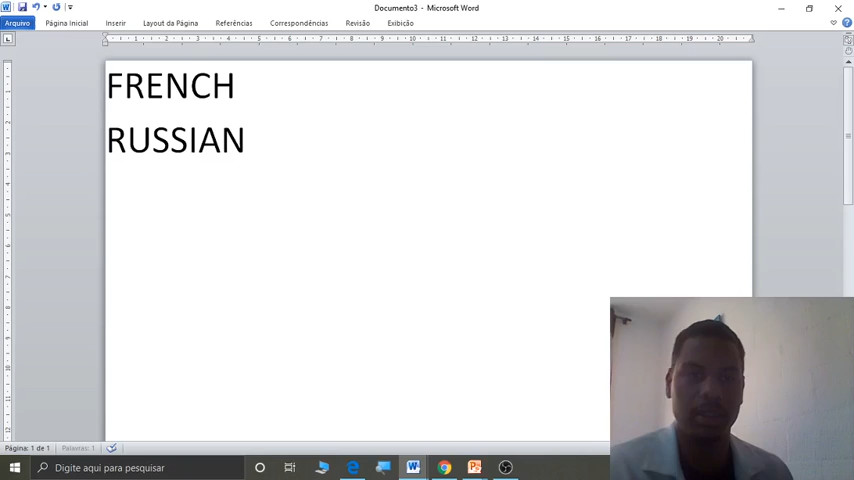 Documento3 - Microsoft Word
Arquivo Página Inicial Inserir Layout da Página Referências Correspondências Revisão Exibição
FRENCH
RUSSIAN
Página: 1 de 1 Palavras: 1
Digite aqui para pesquisar